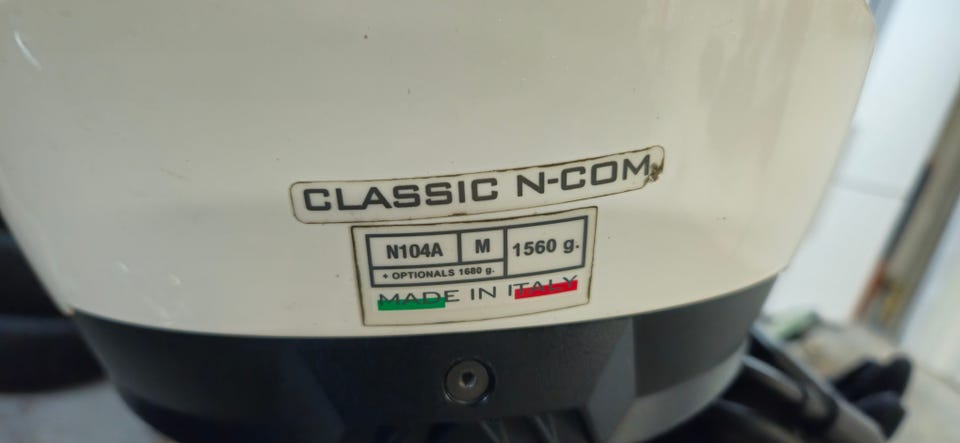 CLASSIC N-COM
N104A M 1560 g.
+ OPTIONALS 1680 g.
MADE IN ITALY